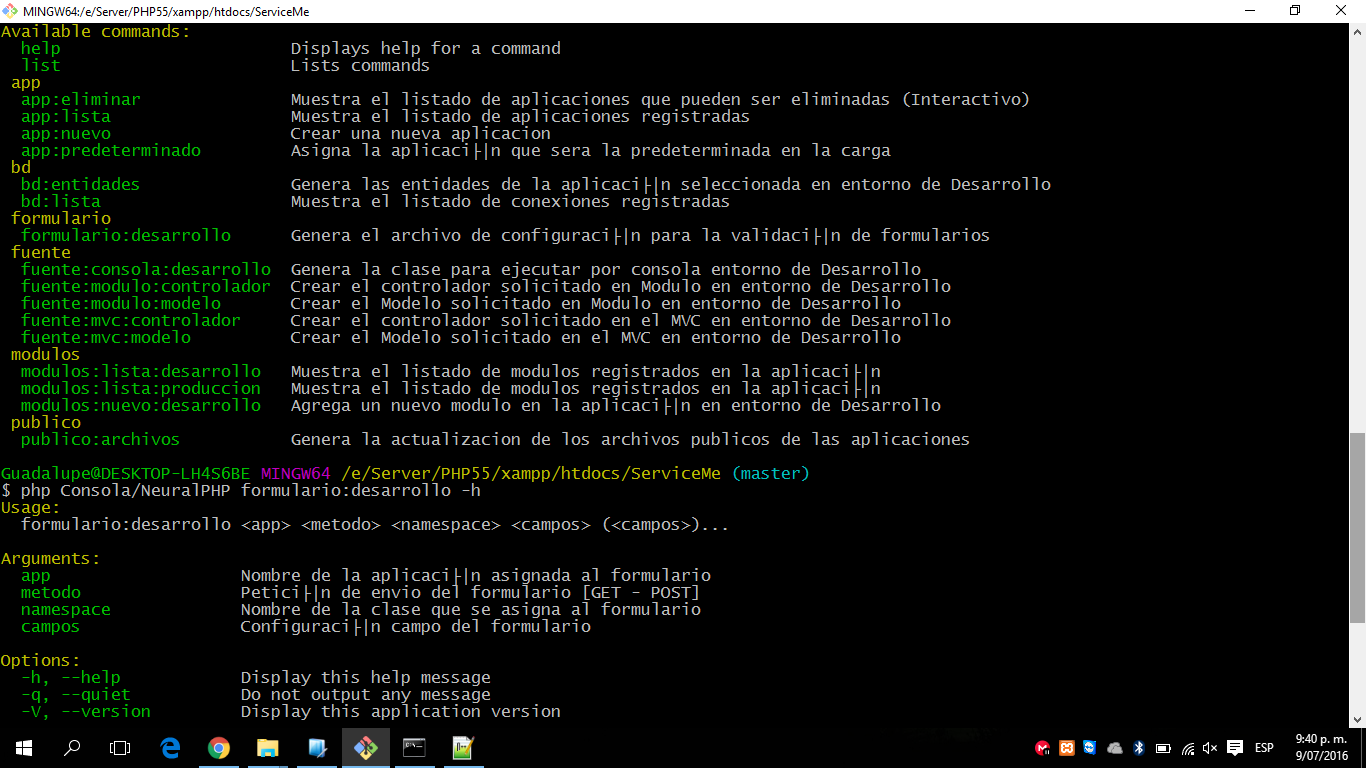 MINGW64:/e/Server/PHP55/xampp/htdocs/ServiceMe
Available commands:
help Displays help for a command
list Lists commands
app
app:eliminar Muestra el listado de aplicaciones que pueden ser eliminadas (Interactivo)
app:lista Muestra el listado de aplicaciones registradas
app:nuevo Crear una nueva aplicacion
app:predeterminado Asigna la aplicaci├|n que sera la predeterminada en la carga
bd
bd:entidades Genera las entidades de la aplicaci├|n seleccionada en entorno de Desarrollo
bd:lista Muestra el listado de conexiones registradas
formulario
formulario:desarrollo Genera el archivo de configuraci├|n para la validaci├|n de formularios
fuente
fuente:consola:desarrollo Genera la clase para ejecutar por consola entorno de Desarrollo
fuente:modulo:controlador Crear el controlador solicitado en Modulo en entorno de Desarrollo
fuente:modulo:modelo Crear el Modelo solicitado en Modulo en entorno de Desarrollo
fuente:mvc:controlador Crear el controlador solicitado en el MVC en entorno de Desarrollo
fuente:mvc:modelo Crear el Modelo solicitado en el MVC en entorno de Desarrollo
modulos
modulos:lista:desarrollo Muestra el listado de modulos registrados en la aplicaci├|n
modulos:lista:produccion Muestra el listado de modulos registrados en la aplicaci├|n
modulos:nuevo:desarrollo Agrega un nuevo modulo en la aplicaci├|n en entorno de Desarrollo
publico
publico:archivos Genera la actualizacion de los archivos publicos de las aplicaciones
Guadalupe@DESKTOP-LH4S6BE MINGW64 /e/Server/PHP55/xampp/htdocs/ServiceMe (master)
$ php Consola/NeuralPHP formulario:desarrollo -h
Usage:
formulario:desarrollo <app> <metodo> <namespace> <campos> (<campos>)...
Arguments:
app Nombre de la aplicaci├|n asignada al formulario
metodo Petici├|n de envio del formulario [GET - POST]
namespace Nombre de la clase que se asigna al formulario
campos Configuraci├|n campo del formulario
Options:
-h, --help Display this help message
-q, --quiet Do not output any message
-V, --version Display this application version
ESP
9:40 p. m.
9/07/2016